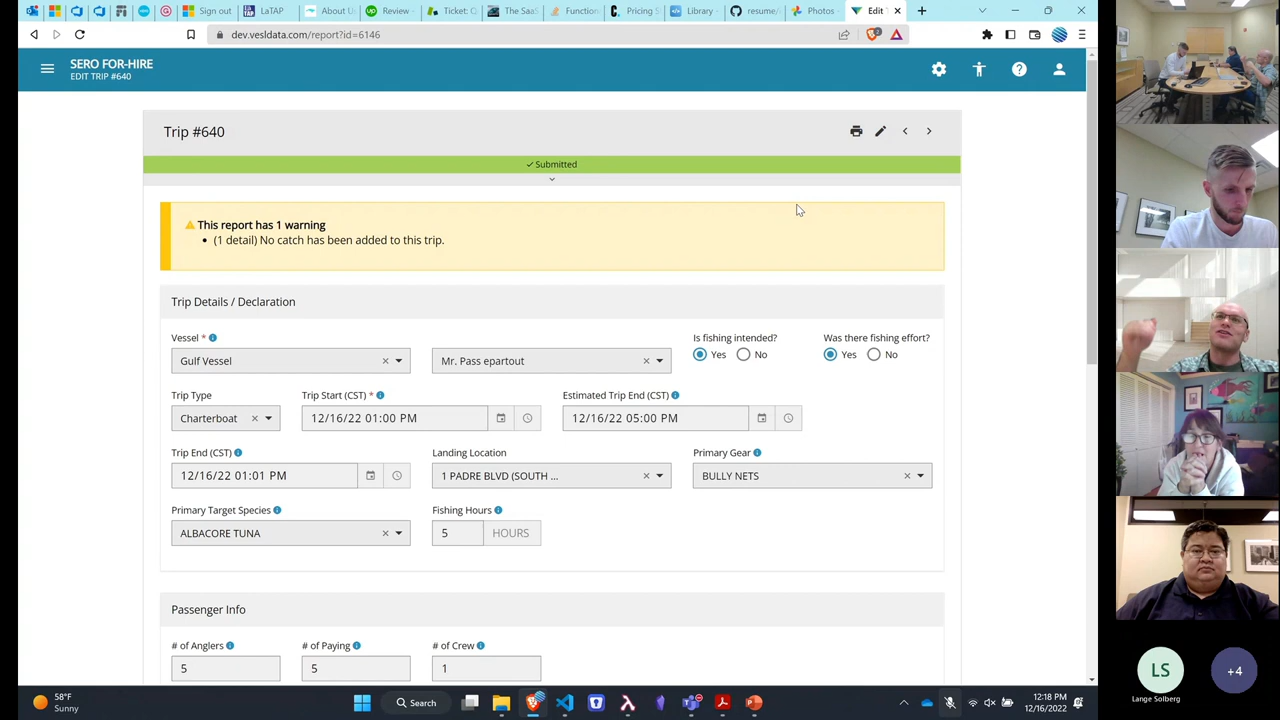 Sign out
LaTAP
About U
Review -
Ticket: C
The SaaS
Function
Pricing S
Library -
resume/
Photos -
Edit T
dev.vesldata.com/report?id=6146
SERO FOR-HIRE
EDIT TRIP #640
Trip #640
Submitted
This report has 1 warning
(1 detail) No catch has been added to this trip.
Trip Details / Declaration
Vessel *
Is fishing intended?
Was there fishing effort?
Gulf Vessel
Mr. Pass epartout
Yes No
Yes No
Trip Type
Trip Start (CST) *
Estimated Trip End (CST)
Charterboat
12/16/22 01:00 PM
12/16/22 05:00 PM
Trip End (CST)
Landing Location
Primary Gear
12/16/22 01:01 PM
1 PADRE BLVD (SOUTH ...
BULLY NETS
Primary Target Species
Fishing Hours
ALBACORE TUNA
5 HOURS
Passenger Info
# of Anglers
# of Paying
# of Crew
5
5
1
LS
+4
Lange Solberg
58°F
Sunny
Search
12:18 PM
12/16/2022